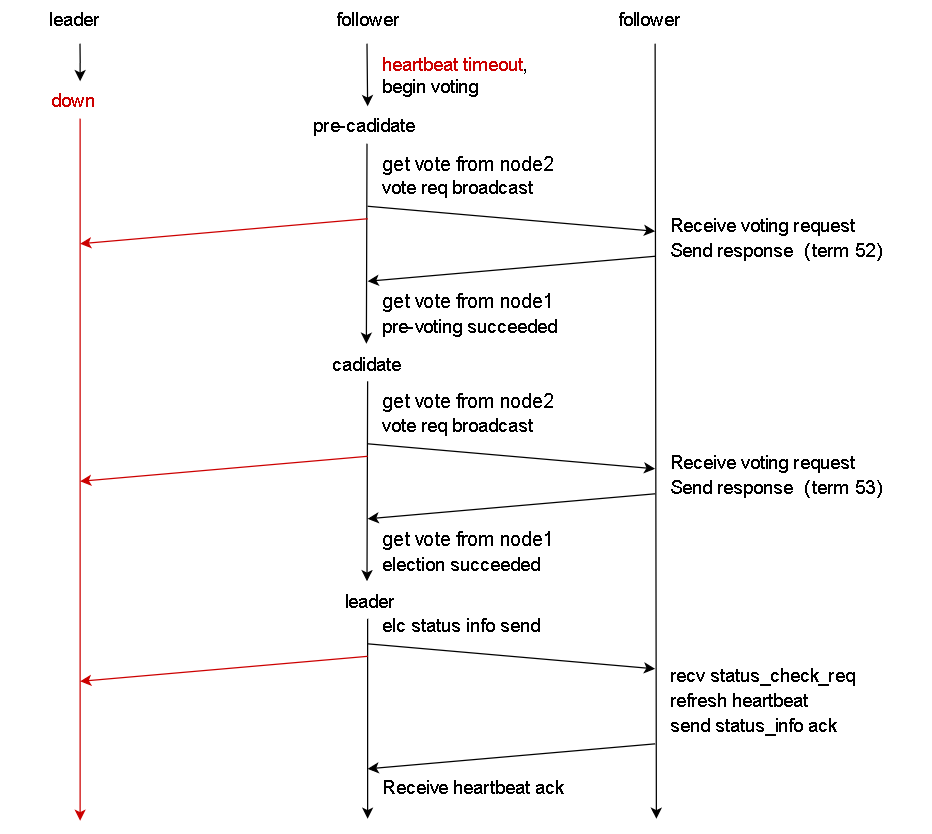 leader
follower
follower
heartbeat timeout,
begin voting
down
pre-cadidate
get vote from node2
vote req broadcast
Receive voting request
Send response (term 52)
get vote from node1
pre-voting succeeded
cadidate
get vote from node2
vote req broadcast
Receive voting request
Send response (term 53)
get vote from node1
election succeeded
leader
elc status info send
recv status_check_req
refresh heartbeat
send status_info ack
Receive heartbeat ack